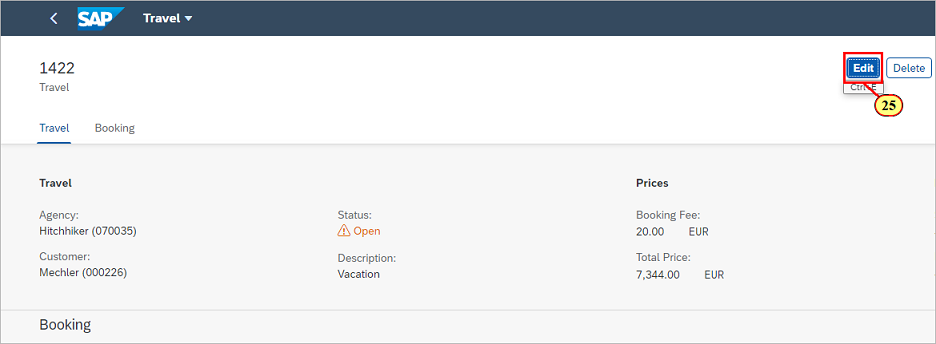 SAP Travel
1422
Travel
Edit Delete
Ctrl+E
25
Travel Booking
Travel
Agency:
Hitchhiker (070035)
Customer:
Mechler (000226)
Status:
Open
Description:
Vacation
Prices
Booking Fee:
20.00 EUR
Total Price:
7,344.00 EUR
Booking